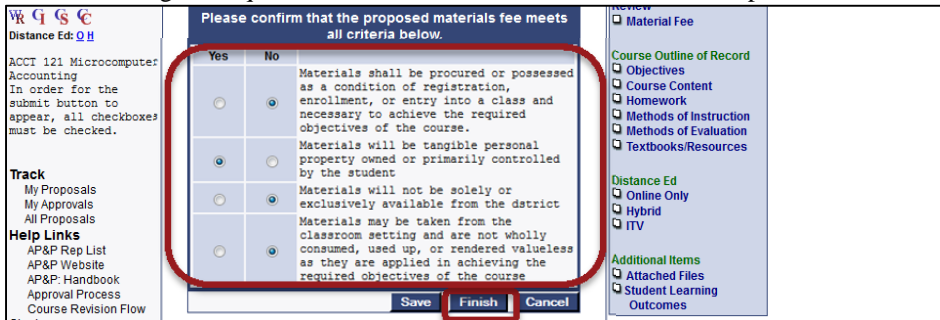 WR GI GS GC
Distance Ed: O H
ACCT 121 Microcomputer
Accounting
In order for the
submit button to
appear, all checkboxes
must be checked.
Track
My Proposals
My Approvals
All Proposals
Help Links
AP&P Rep List
AP&P Website
AP&P: Handbook
Approval Process
Course Revision Flow
Please confirm that the proposed materials fee meets
all criteria below.
Yes No
Materials shall be procured or possessed
as a condition of registration,
enrollment, or entry into a class and
necessary to achieve the required
objectives of the course.
Materials will be tangible personal
property owned or primarily controlled
by the student
Materials will not be solely or
exclusively available from the dstrict
Materials may be taken from the
classroom setting and are not wholly
consumed, used up, or rendered valueless
as they are applied in achieving the
required objectives of the course
Save Finish Cancel
Review
Material Fee
Course Outline of Record
Objectives
Course Content
Homework
Methods of Instruction
Methods of Evaluation
Textbooks/Resources
Distance Ed
Online Only
Hybrid
ITV
Additional Items
Attached Files
Student Learning
Outcomes